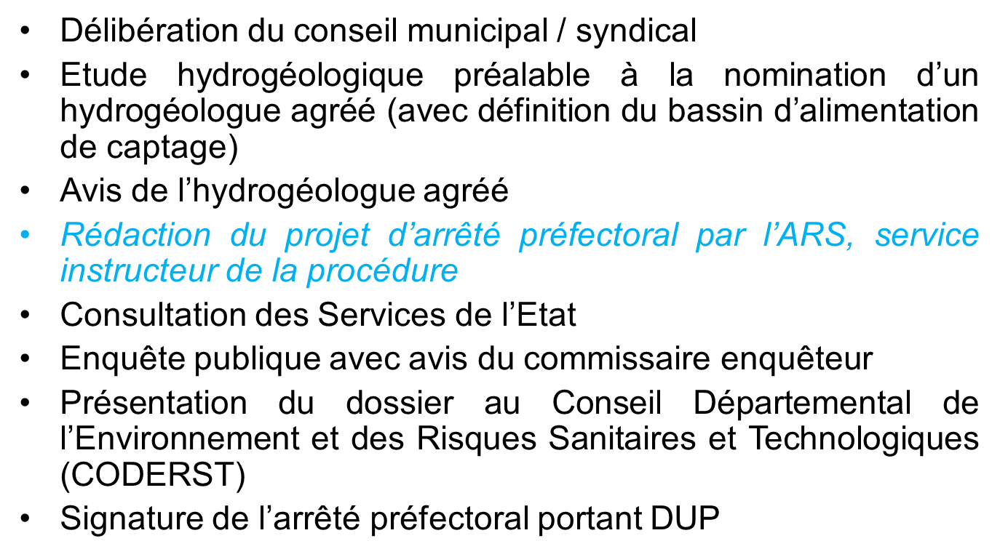 • Délibération du conseil municipal / syndical
• Etude hydrogéologique préalable à la nomination d’un
hydrogéologue agréé (avec définition du bassin d’alimentation
de captage)
• Avis de l’hydrogéologue agréé
• Rédaction du projet d’arrêté préfectoral par l’ARS, service
instructeur de la procédure
• Consultation des Services de l’Etat
• Enquête publique avec avis du commissaire enquêteur
• Présentation du dossier au Conseil Départemental de
l’Environnement et des Risques Sanitaires et Technologiques
(CODERST)
• Signature de l’arrêté préfectoral portant DUP